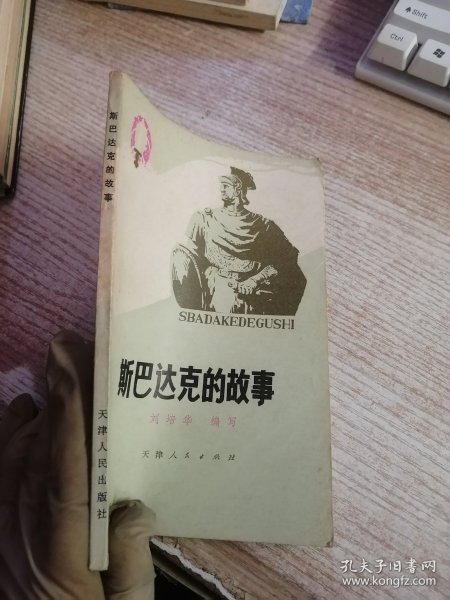 斯巴达克的故事
天津人民出版社
SBADAKEDEGUSHI
斯巴达克的故事
刘培华 编写
天津人民出版社
Shift
Ctrl
孔夫子旧书网
www.kongfz.com